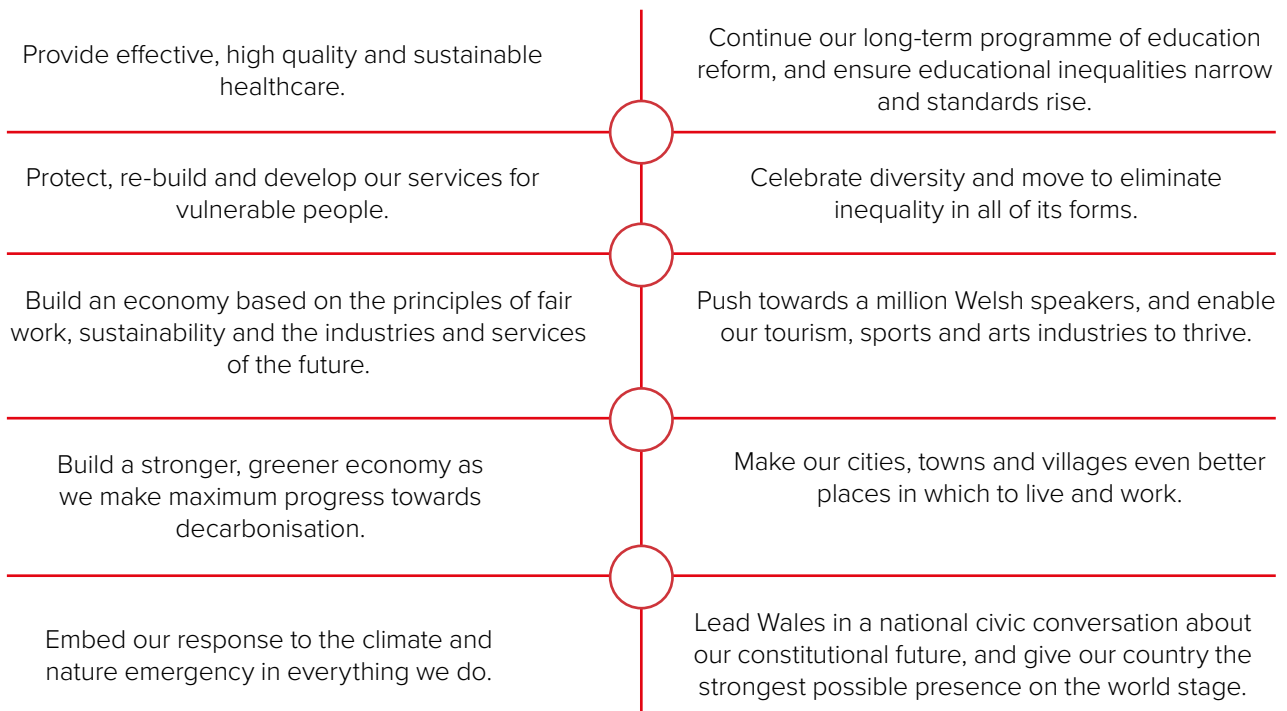 Provide effective, high quality and sustainable
healthcare.
Continue our long-term programme of education
reform, and ensure educational inequalities narrow
and standards rise.
Protect, re-build and develop our services for
vulnerable people.
Celebrate diversity and move to eliminate
inequality in all of its forms.
Build an economy based on the principles of fair
work, sustainability and the industries and services
of the future.
Push towards a million Welsh speakers, and enable
our tourism, sports and arts industries to thrive.
Build a stronger, greener economy as
we make maximum progress towards
decarbonisation.
Make our cities, towns and villages even better
places in which to live and work.
Embed our response to the climate and
nature emergency in everything we do.
Lead Wales in a national civic conversation about
our constitutional future, and give our country the
strongest possible presence on the world stage.